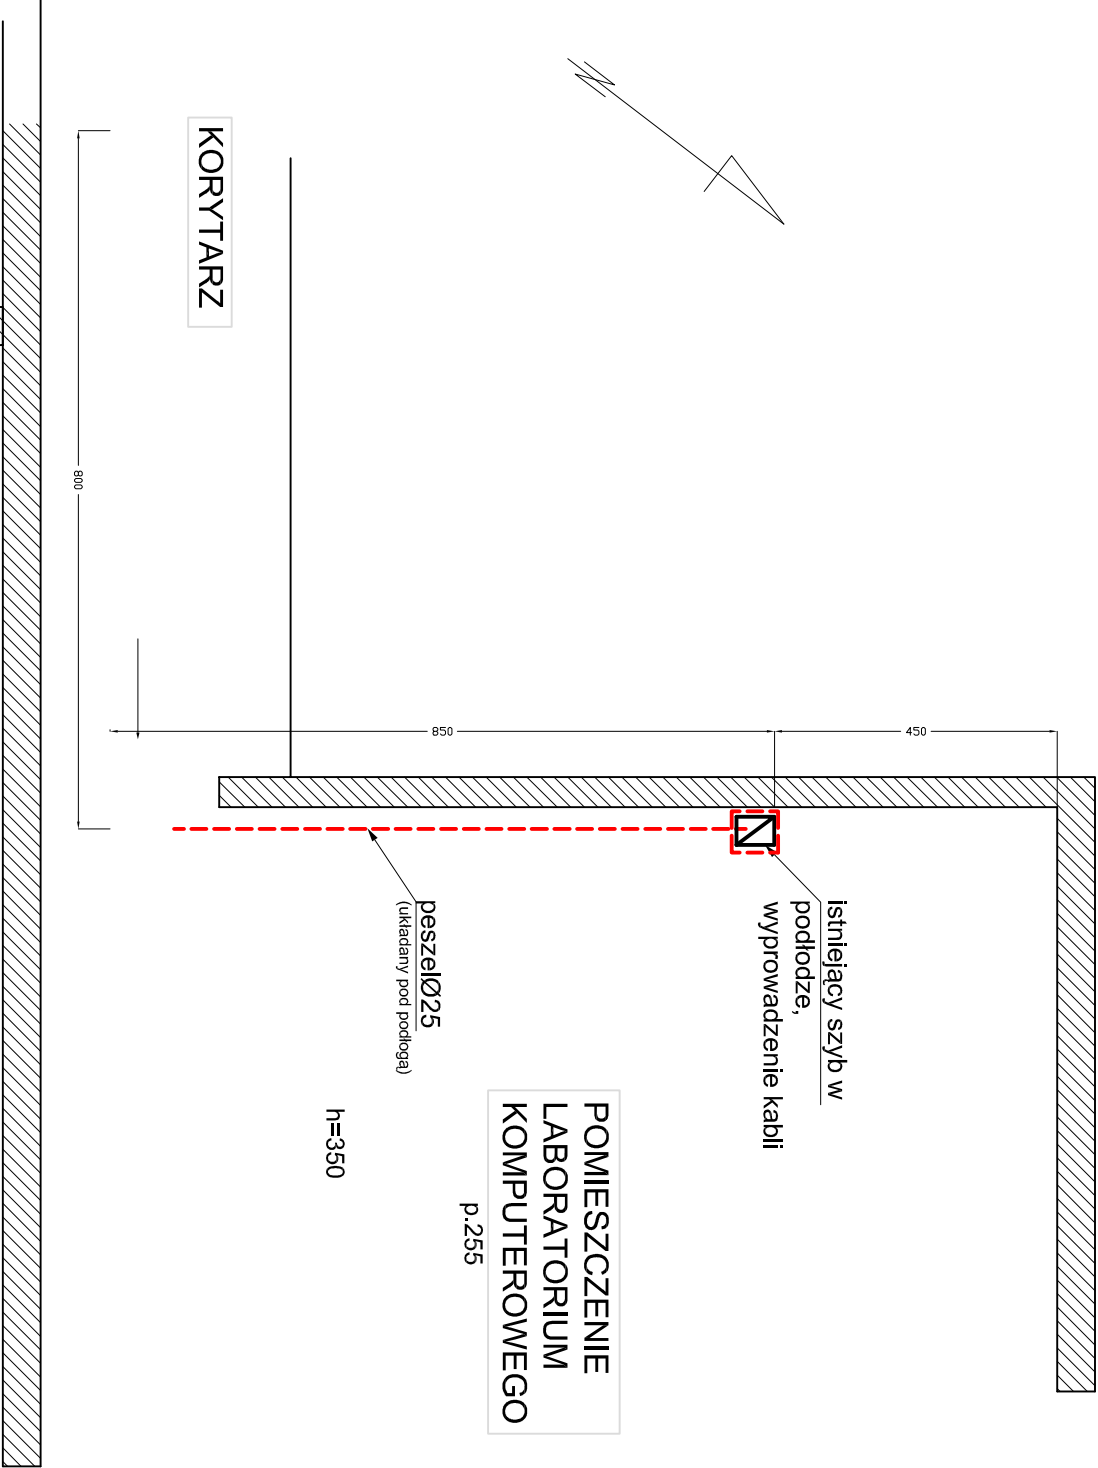 N
KORYTARZ
800
850
450
istniejący szyb w
podłodze,
wyprowadzenie kabli
peszelØ25
(układany pod podłogą)
POMIESZCZENIE
LABORATORIUM
KOMPUTEROWEGO
p.255
h=350